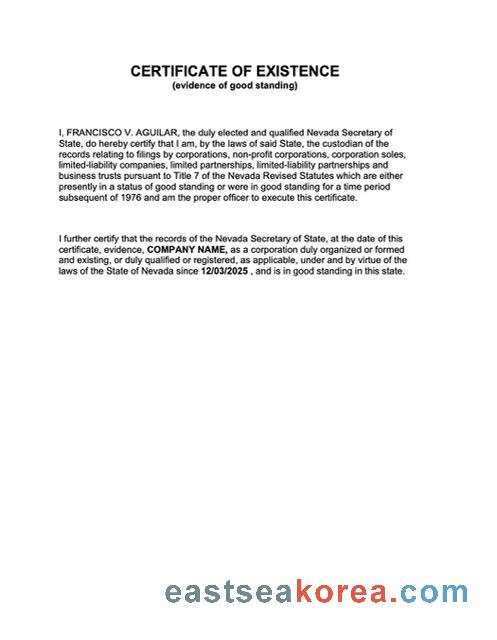 CERTIFICATE OF EXISTENCE
(evidence of good standing)
I, FRANCISCO V. AGUILAR, the duly elected and qualified Nevada Secretary of
State, do hereby certify that I am, by the laws of said State, the custodian of the
records relating to filings by corporations, non-profit corporations, corporation soles,
limited-liability companies, limited partnerships, limited-liability partnerships and
business trusts pursuant to Title 7 of the Nevada Revised Statutes which are either
presently in a status of good standing or were in good standing for a time period
subsequent of 1976 and am the proper officer to execute this certificate.
I further certify that the records of the Nevada Secretary of State, at the date of this
certificate, evidence, COMPANY NAME, as a corporation duly organized or formed
and existing, or duly qualified or registered, as applicable, under and by virtue of the
laws of the State of Nevada since 12/03/2025 , and is in good standing in this state.
eastseakorea.com